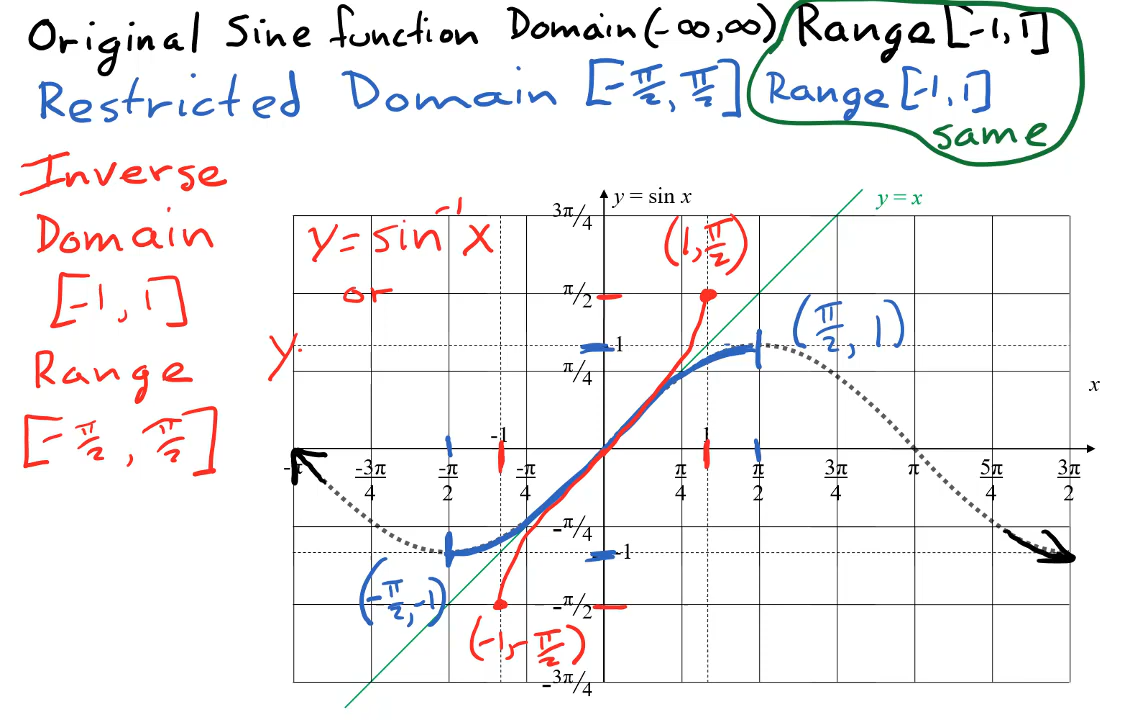 Original Sine function Domain (-∞,∞) Range [-1,1]
Restricted Domain [-π/2, π/2] Range [-1,1]
same
Inverse
Domain
[-1, 1]
Range
[-π/2, π/2]
y = sin⁻¹ x
or
y
y = sin x
y = x
x
(1, π/2)
(π/2, 1)
(-π/2, -1)
(-1, -π/2)
3π/4
π/2
1
π/4
-π/4
-1
-π/2
-3π/4
-1
1
-π
-3π/4
-π/2
-π/4
π/4
π/2
3π/4
π
5π/4
3π/2